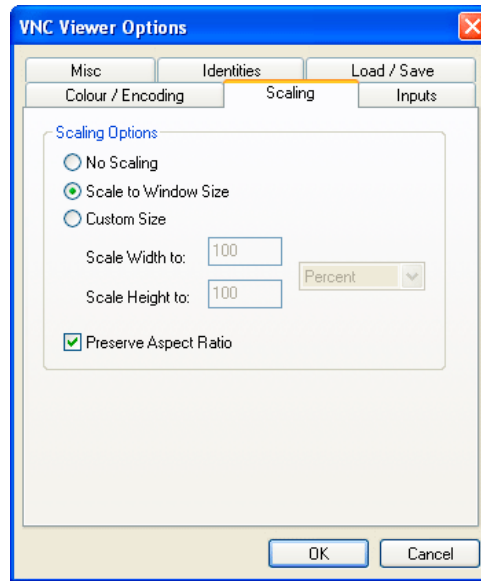 VNC Viewer Options
Misc Identities Load / Save
Colour / Encoding Scaling Inputs
Scaling Options
No Scaling
Scale to Window Size
Custom Size
Scale Width to: 100
Percent
Scale Height to: 100
Preserve Aspect Ratio
OK Cancel